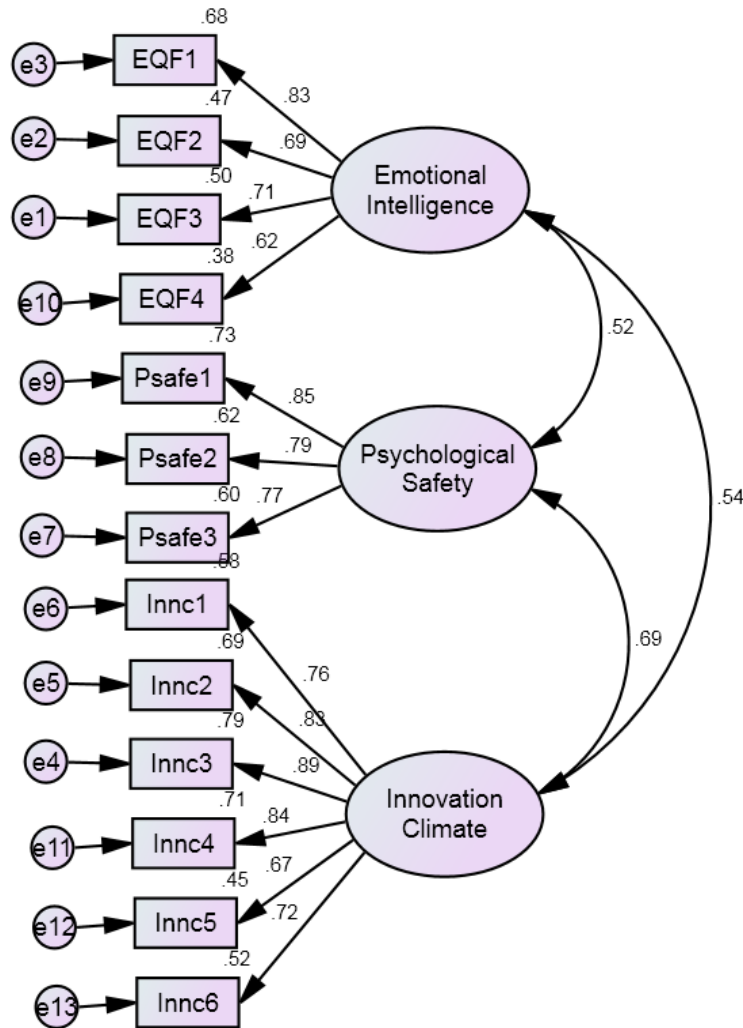 .68
e3
EQF1
.83
.47
e2
EQF2
.69
Emotional
Intelligence
.50
e1
EQF3
.71
.62
.38
e10
EQF4
.52
.73
e9
Psafe1
.85
.62
e8
Psafe2
.79
Psychological
Safety
.60
.77
.54
e7
Psafe3
.58
e6
Innc1
.69
.69
.76
e5
Innc2
.79
.83
e4
Innc3
.89
.71
Innovation
Climate
e11
Innc4
.84
.45
.67
e12
Innc5
.72
.52
e13
Innc6